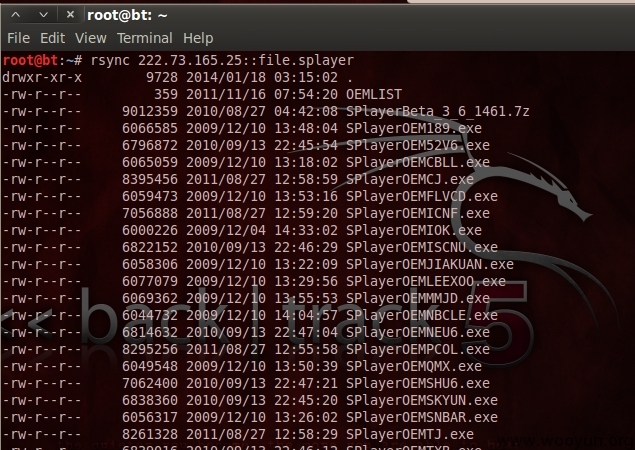 root@bt: ~
File Edit View Terminal Help
root@bt:~# rsync 222.73.165.25::file.splayer
drwxr-xr-x 9728 2014/01/18 03:15:02 .
-rw-r--r-- 359 2011/11/16 07:54:20 OEMLIST
-rw-r--r-- 9012359 2010/08/27 04:42:08 SPlayerBeta_3_6_1461.7z
-rw-r--r-- 6066585 2009/12/10 13:48:04 SPlayerOEM189.exe
-rw-r--r-- 6796872 2010/09/13 22:45:54 SPlayerOEM52V6.exe
-rw-r--r-- 6065059 2009/12/10 13:18:02 SPlayerOEMCBLL.exe
-rw-r--r-- 8395456 2011/08/27 12:58:59 SPlayerOEMCJ.exe
-rw-r--r-- 6059473 2009/12/10 13:53:16 SPlayerOEMFLVCD.exe
-rw-r--r-- 7056888 2011/08/27 12:59:20 SPlayerOEMICNF.exe
-rw-r--r-- 6000226 2009/12/04 14:33:02 SPlayerOEMIOK.exe
-rw-r--r-- 6822152 2010/09/13 22:46:29 SPlayerOEMISCNU.exe
-rw-r--r-- 6058306 2009/12/10 13:22:09 SPlayerOEMJIAKUAN.exe
-rw-r--r-- 6077079 2009/12/10 13:29:56 SPlayerOEMLEEXOO.exe
-rw-r--r-- 6069362 2009/12/10 13:55:53 SPlayerOEMMMJD.exe
-rw-r--r-- 6044732 2009/12/10 14:04:31 SPlayerOEMNBCLE.exe
-rw-r--r-- 6814632 2010/09/13 22:47:04 SPlayerOEMNEU6.exe
-rw-r--r-- 8295256 2011/08/27 12:55:58 SPlayerOEMPCOL.exe
-rw-r--r-- 6049548 2009/12/10 13:50:39 SPlayerOEMQMX.exe
-rw-r--r-- 7062400 2010/09/13 22:47:21 SPlayerOEMSHU6.exe
-rw-r--r-- 6838360 2010/09/13 22:45:20 SPlayerOEMSKYUN.exe
-rw-r--r-- 6056317 2009/12/10 13:26:02 SPlayerOEMSNBAR.exe
-rw-r--r-- 8261328 2011/08/27 12:58:29 SPlayerOEMTJ.exe
<< back | track 5